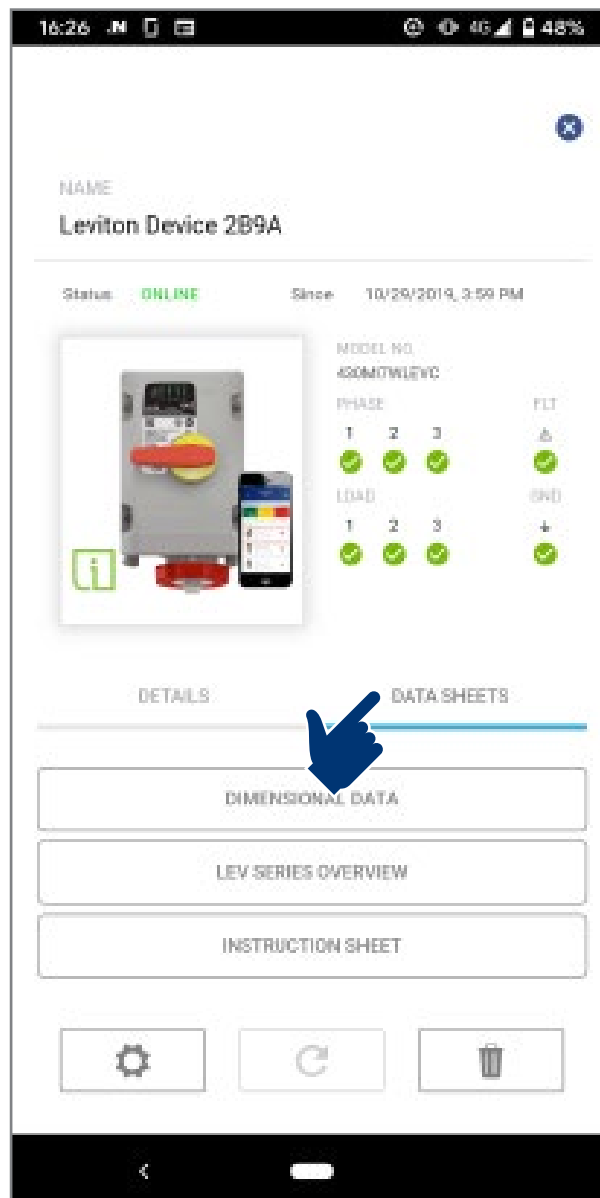 16:26 4G 48%
NAME
Leviton Device 2B9A
Status ONLINE Since 10/29/2019, 3:59 PM
MODEL NO.
430MI7WLEVC
PHASE FLT
1 2 3
LOAD GND
1 2 3
DETAILS DATA SHEETS
DIMENSIONAL DATA
LEV SERIES OVERVIEW
INSTRUCTION SHEET